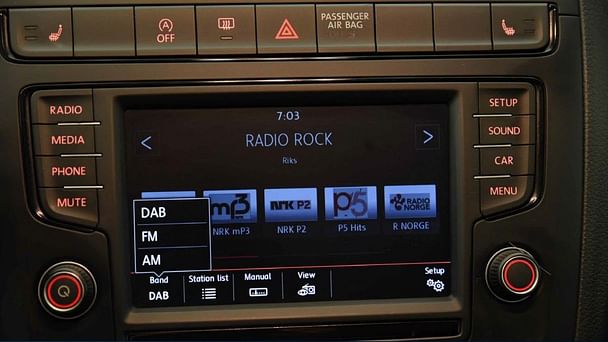 OFF
PASSENGER
AIR BAG
RADIO
MEDIA
PHONE
MUTE
SETUP
SOUND
CAR
MENU
7:03
RADIO ROCK
Riks
mp3
NRK P2
P5
RADIO
NORGE
NRK mP3
NRK P2
P5 Hits
R NORGE
DAB
FM
AM
Band
DAB
Station list
Manual
View
Setup